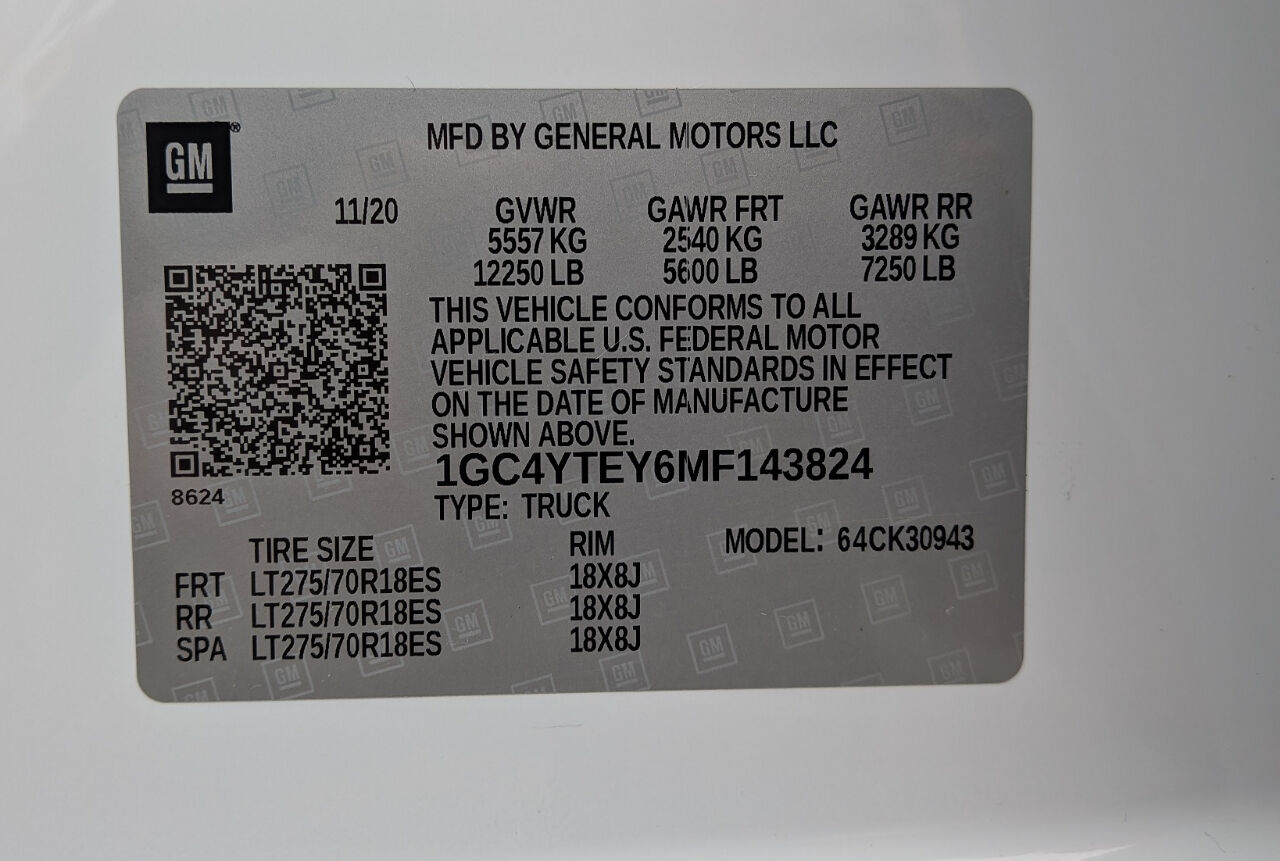 GM®
MFD BY GENERAL MOTORS LLC
11/20 GVWR GAWR FRT GAWR RR
5557 KG 2540 KG 3289 KG
12250 LB 5600 LB 7250 LB
THIS VEHICLE CONFORMS TO ALL
APPLICABLE U.S. FEDERAL MOTOR
VEHICLE SAFETY STANDARDS IN EFFECT
ON THE DATE OF MANUFACTURE
SHOWN ABOVE.
1GC4YTEY6MF143824
8624
TYPE: TRUCK
TIRE SIZE RIM MODEL: 64CK30943
FRT LT275/70R18ES 18X8J
RR LT275/70R18ES 18X8J
SPA LT275/70R18ES 18X8J